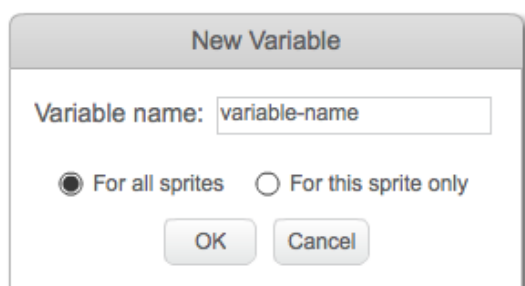 New Variable
Variable name: variable-name
For all sprites For this sprite only
OK Cancel